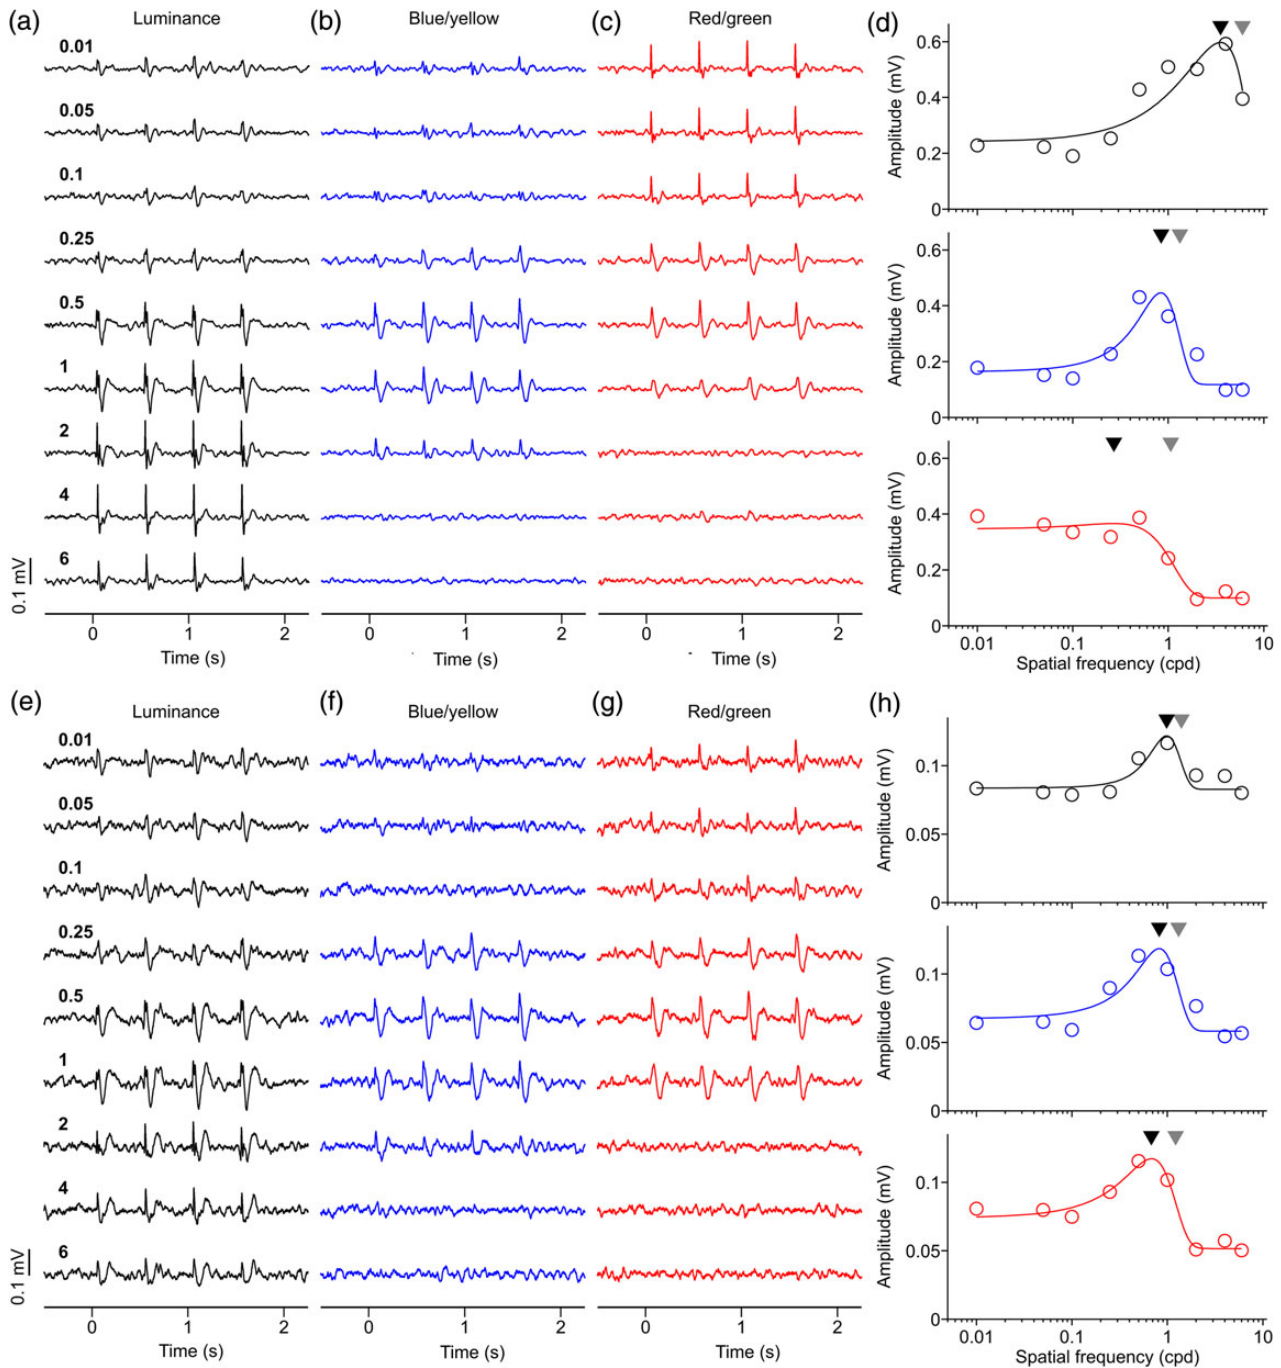 (a) Luminance (b) Blue/yellow (c) Red/green (d)
0.01
0.05
0.1
0.25
0.5
1
2
4
6
0.1 mV
0 1 2
Time (s)
0 1 2
Time (s)
0 1 2
Time (s)
Amplitude (mV)
0.6
0.4
0.2
0
Amplitude (mV)
0.6
0.4
0.2
0
Amplitude (mV)
0.6
0.4
0.2
0
0.01 0.1 1 10
Spatial frequency (cpd)
(e) Luminance (f) Blue/yellow (g) Red/green (h)
0.01
0.05
0.1
0.25
0.5
1
2
4
6
0.1 mV
0 1 2
Time (s)
0 1 2
Time (s)
0 1 2
Time (s)
Amplitude (mV)
0.1
0.05
0
Amplitude (mV)
0.1
0.05
0
Amplitude (mV)
0.1
0.05
0
0.01 0.1 1 10
Spatial frequency (cpd)